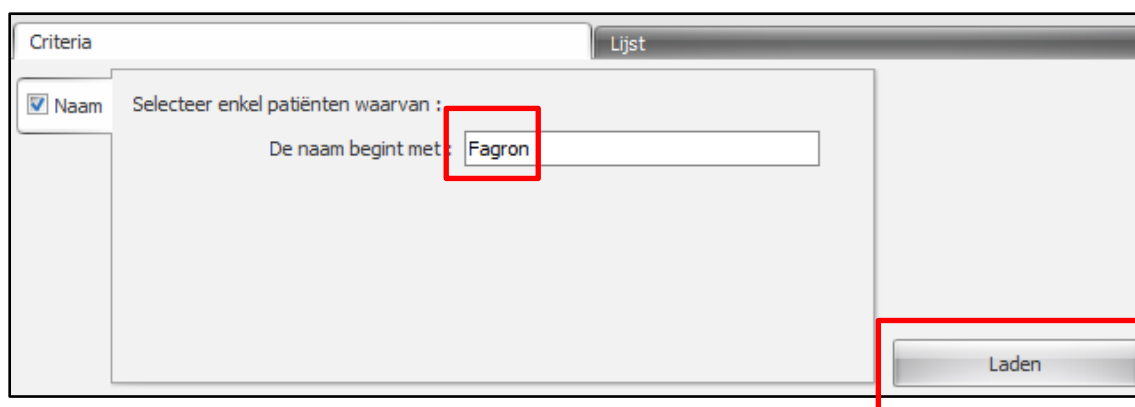 Criteria
Lijst
Naam
Selecteer enkel patiënten waarvan :
De naam begint met : Fagron
Laden